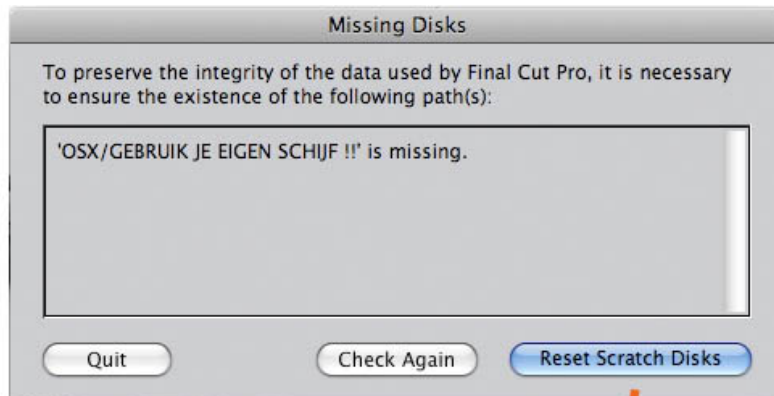 Missing Disks
To preserve the integrity of the data used by Final Cut Pro, it is necessary
to ensure the existence of the following path(s):
'OSX/GEBRUIK JE EIGEN SCHIJF !!' is missing.
Quit
Check Again
Reset Scratch Disks